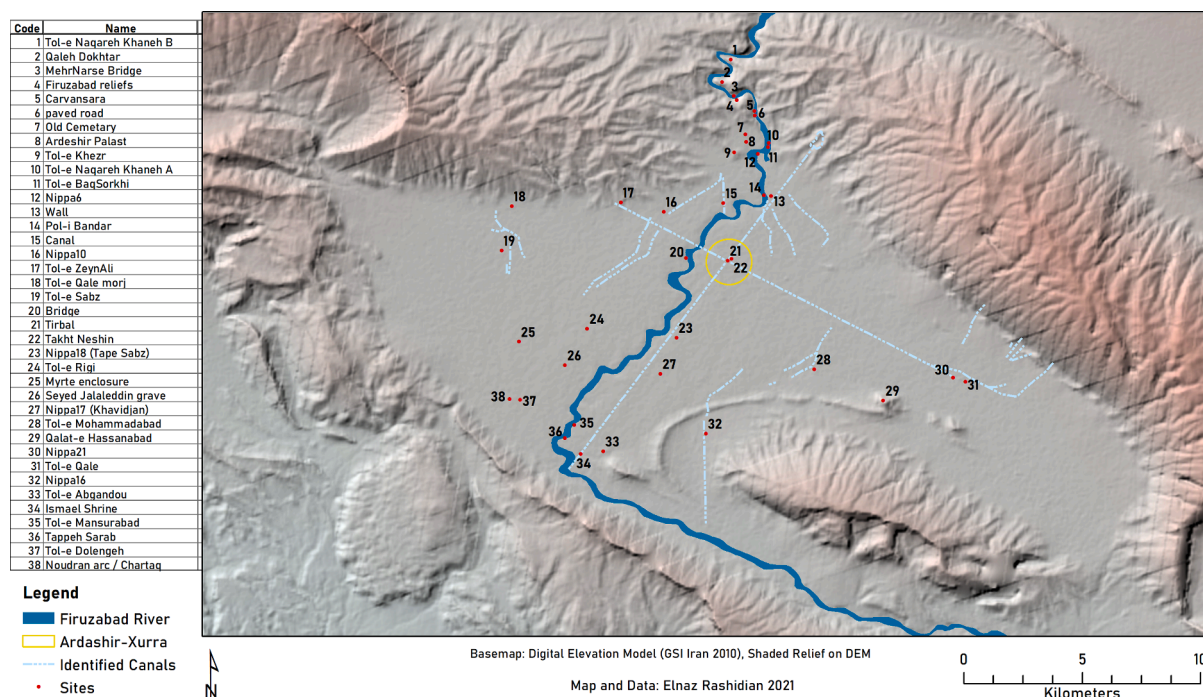 Code Name
1 Tol-e Naqareh Khaneh B
2 Qaleh Dokhtar
3 MehrNarse Bridge
4 Firuzabad reliefs
5 Carvansara
6 paved road
7 Old Cemetary
8 Ardeshir Palast
9 Tol-e Khezr
10 Tol-e Naqareh Khaneh A
11 Tol-e BaqSorkhi
12 Nippa6
13 Wall
14 Pol-i Bandar
15 Canal
16 Nippa10
17 Tol-e ZeynAli
18 Tol-e Qale morj
19 Tol-e Sabz
20 Bridge
21 Tirbal
22 Takht Neshin
23 Nippa18 (Tape Sabz)
24 Tol-e Rigi
25 Myrte enclosure
26 Seyed Jalaleddin grave
27 Nippa17 (Khavidjan)
28 Tol-e Mohammadabad
29 Qalat-e Hassanabad
30 Nippa21
31 Tol-e Qale
32 Nippa16
33 Tol-e Abgandou
34 Ismael Shrine
35 Tol-e Mansurabad
36 Tappeh Sarab
37 Tol-e Dolengeh
38 Noudran arc / Chartaq
1
2
3
4
5
6
7
8
9
10
11
12
13
14
15
16
17
18
19
20
21
22
23
24
25
26
27
28
29
30
31
32
33
34
35
36
38 37
Legend
Firuzabad River
Ardashir-Xurra
Identified Canals
Sites
N
Basemap: Digital Elevation Model (GSI Iran 2010), Shaded Relief on DEM
Map and Data: Elnaz Rashidian 2021
0 5 10
Kilometers